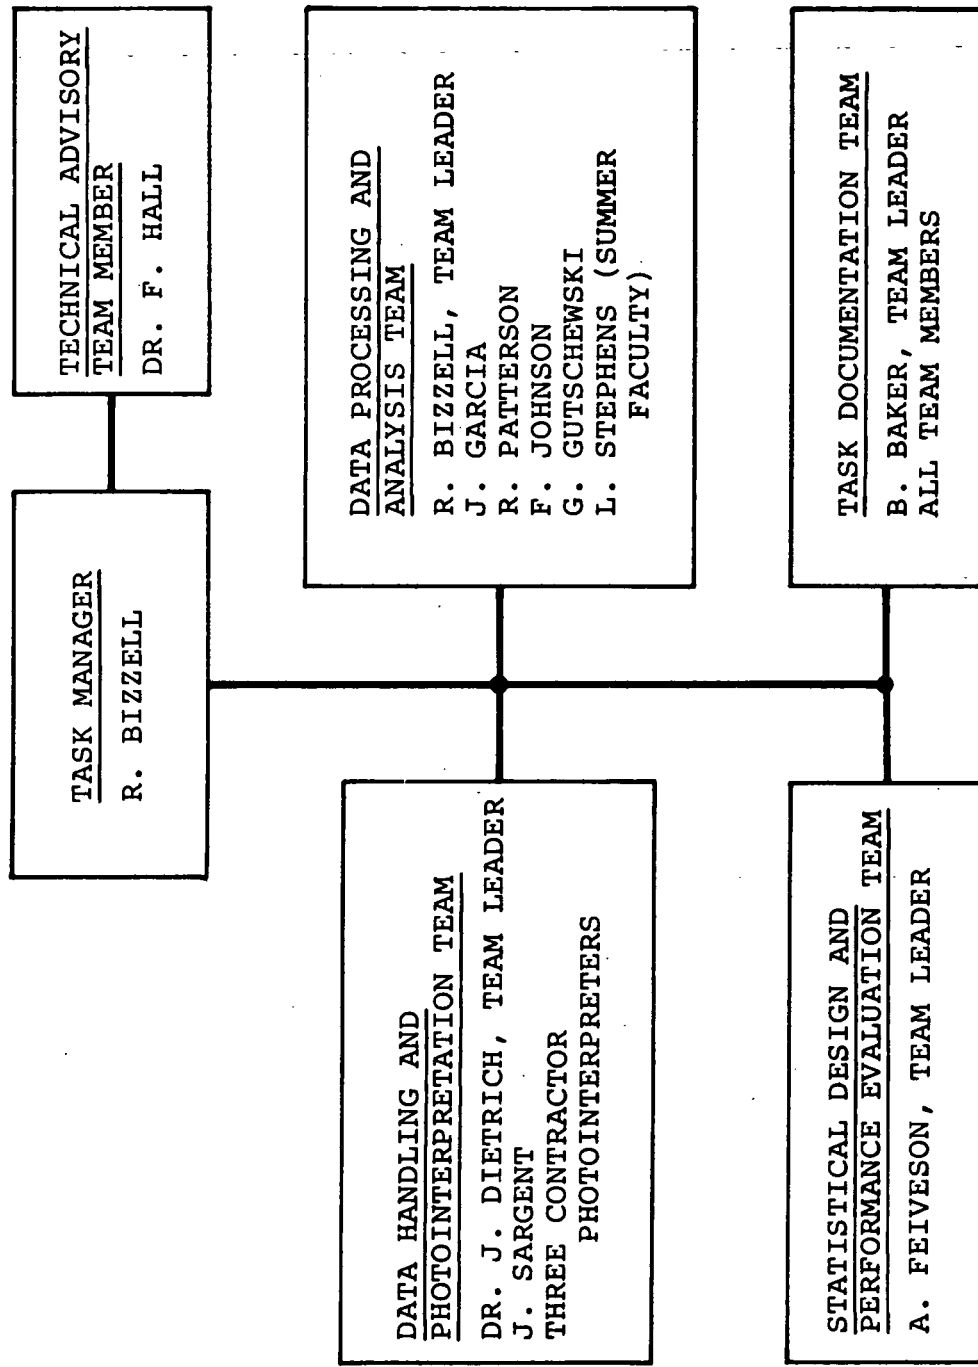 TASK MANAGER
R. BIZZELL
TECHNICAL ADVISORY
TEAM MEMBER
DR. F. HALL
DATA HANDLING AND
PHOTOINTERPRETATION TEAM
DR. J. DIETRICH, TEAM LEADER
J. SARGENT
THREE CONTRACTOR
PHOTOINTERPRETERS
DATA PROCESSING AND
ANALYSIS TEAM
R. BIZZELL, TEAM LEADER
J. GARCIA
R. PATTERSON
F. JOHNSON
G. GUTSCHEWSKI
L. STEPHENS (SUMMER
FACULTY)
STATISTICAL DESIGN AND
PERFORMANCE EVALUATION TEAM
A. FEIVESON, TEAM LEADER
TASK DOCUMENTATION TEAM
B. BAKER, TEAM LEADER
ALL TEAM MEMBERS